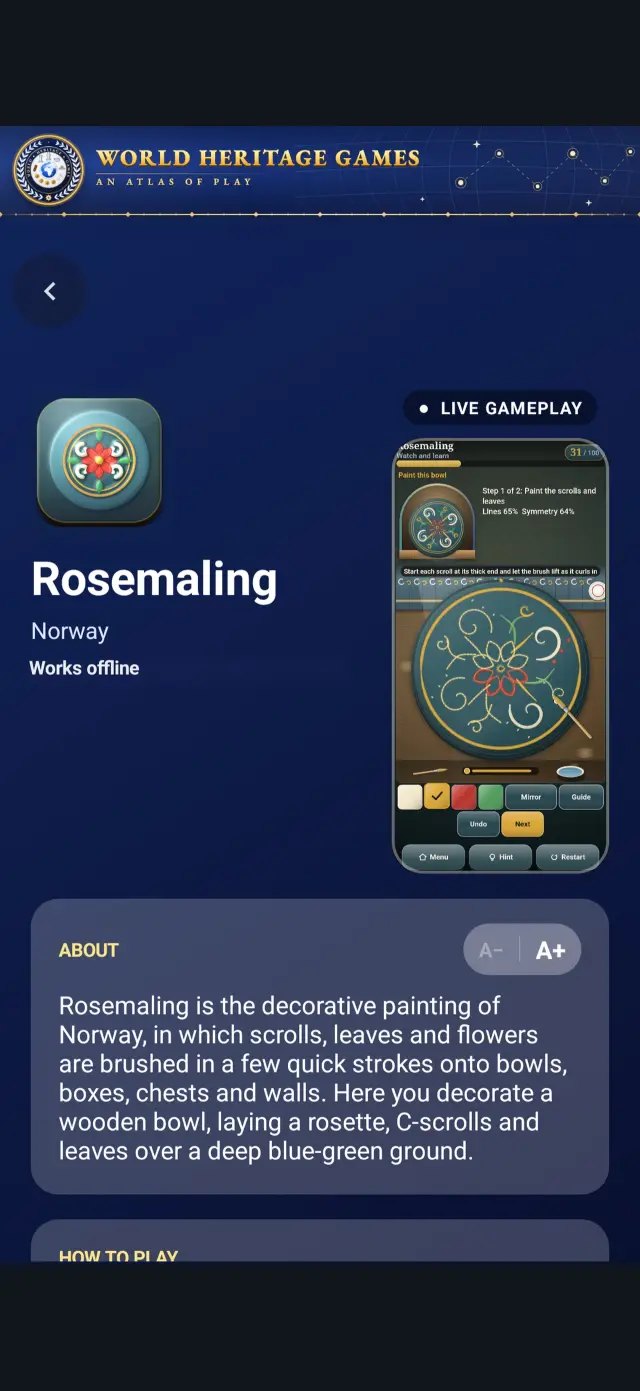 WORLD HERITAGE GAMES
AN ATLAS OF PLAY
LIVE GAMEPLAY
Rosemaling
Watch and learn
31 / 100
Paint this bowl
Step 1 of 2: Paint the scrolls and
leaves
Lines 65% Symmetry 64%
Start each scroll at its thick end and let the brush lift as it curls in
Mirror
Guide
Undo
Next
Menu
Hint
Restart
Rosemaling
Norway
Works offline
ABOUT
A−
A+
Rosemaling is the decorative painting of
Norway, in which scrolls, leaves and flowers
are brushed in a few quick strokes onto bowls,
boxes, chests and walls. Here you decorate a
wooden bowl, laying a rosette, C-scrolls and
leaves over a deep blue-green ground.
HOW TO PLAY